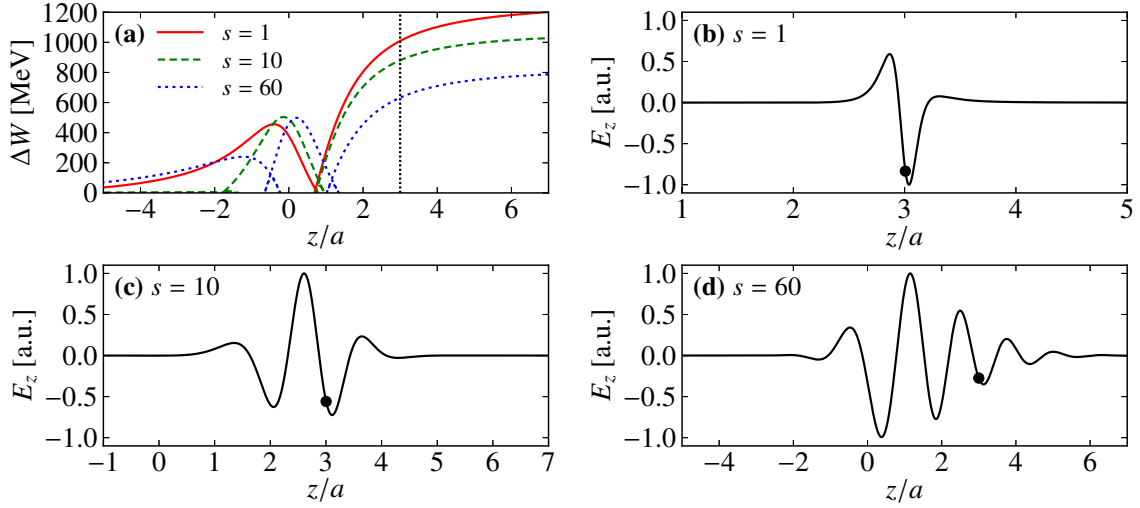 (a)
ΔW [MeV]
1200
1000
800
600
400
200
0
s = 1
s = 10
s = 60
−4 −2 0 2 4 6
z/a
(b) s = 1
E_z [a.u.]
1.0
0.5
0.0
−0.5
−1.0
1 2 3 4 5
z/a
(c) s = 10
E_z [a.u.]
1.0
0.5
0.0
−0.5
−1.0
−1 0 1 2 3 4 5 6 7
z/a
(d) s = 60
E_z [a.u.]
1.0
0.5
0.0
−0.5
−1.0
−4 −2 0 2 4 6
z/a